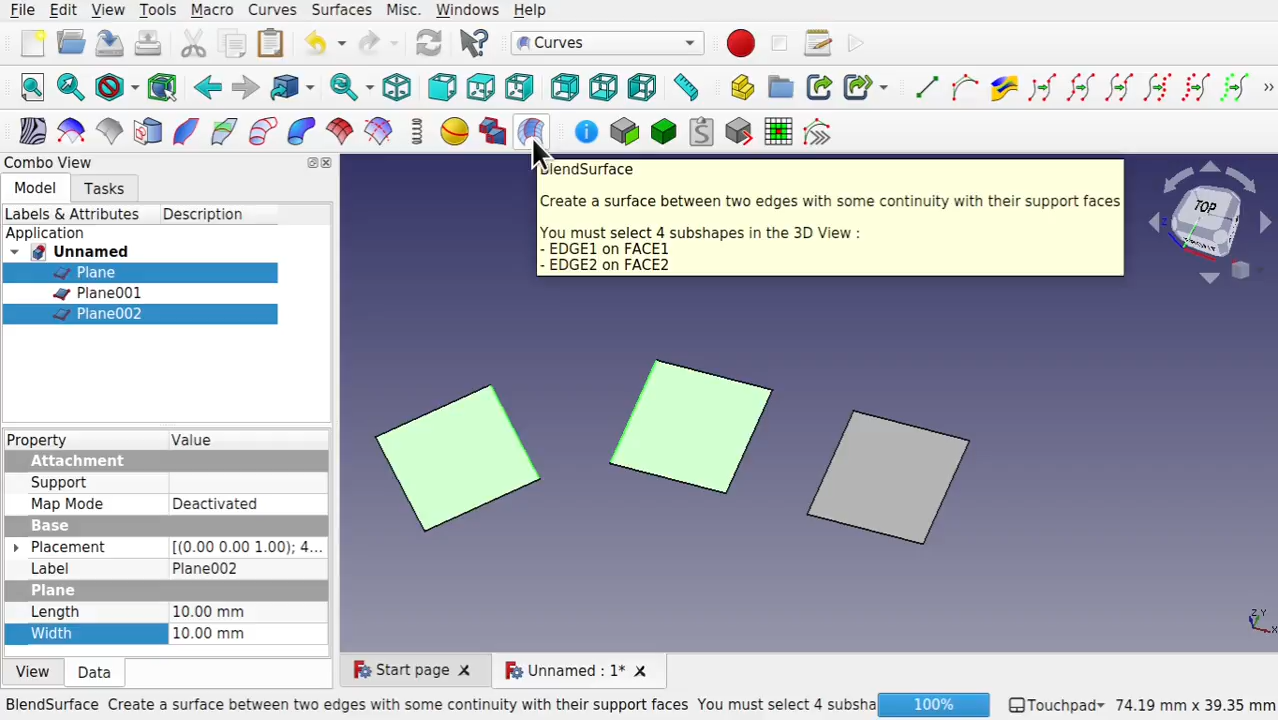 File Edit View Tools Macro Curves Surfaces Misc. Windows Help
Curves
Combo View
Model Tasks
Labels & Attributes Description
Application
Unnamed
Plane
Plane001
Plane002
BlendSurface
Create a surface between two edges with some continuity with their support faces
You must select 4 subshapes in the 3D View :
- EDGE1 on FACE1
- EDGE2 on FACE2
TOP
Property Value
Attachment
Support
Map Mode Deactivated
Base
Placement [(0.00 0.00 1.00); 4...
Label Plane002
Plane
Length 10.00 mm
Width 10.00 mm
View Data
Start page Unnamed : 1*
Z Y
X
BlendSurface Create a surface between two edges with some continuity with their support faces You must select 4 subsha 100% Touchpad 74.19 mm x 39.35 mm